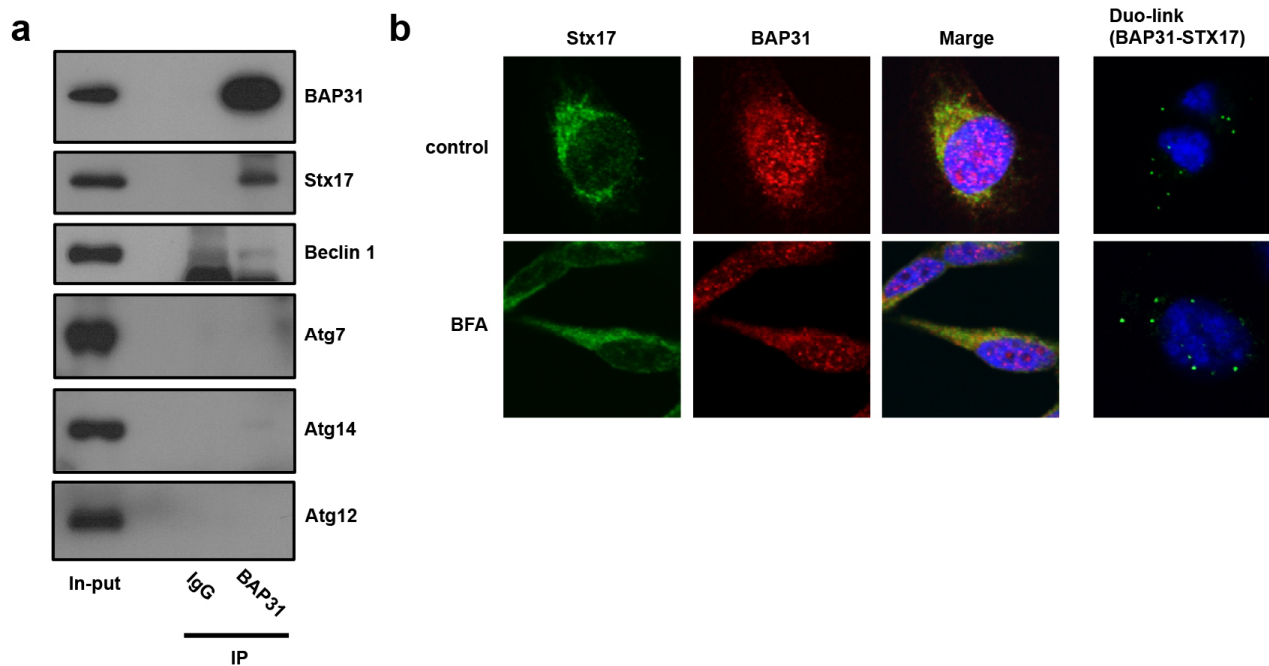 a
BAP31
Stx17
Beclin 1
Atg7
Atg14
Atg12
In-put
IgG
BAP31
IP
b
Stx17
BAP31
Marge
Duo-link
(BAP31-STX17)
control
BFA